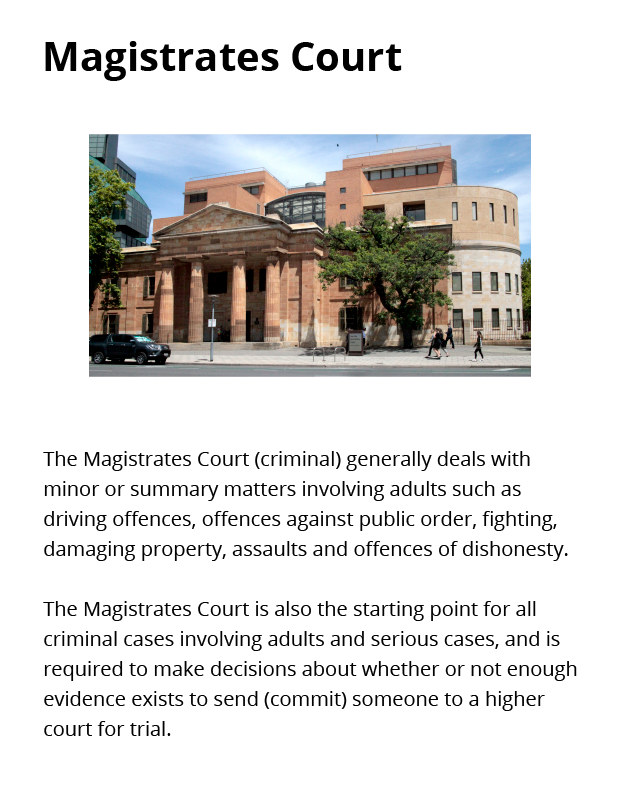 Magistrates Court
The Magistrates Court (criminal) generally deals with
minor or summary matters involving adults such as
driving offences, offences against public order, fighting,
damaging property, assaults and offences of dishonesty.
The Magistrates Court is also the starting point for all
criminal cases involving adults and serious cases, and is
required to make decisions about whether or not enough
evidence exists to send (commit) someone to a higher
court for trial.